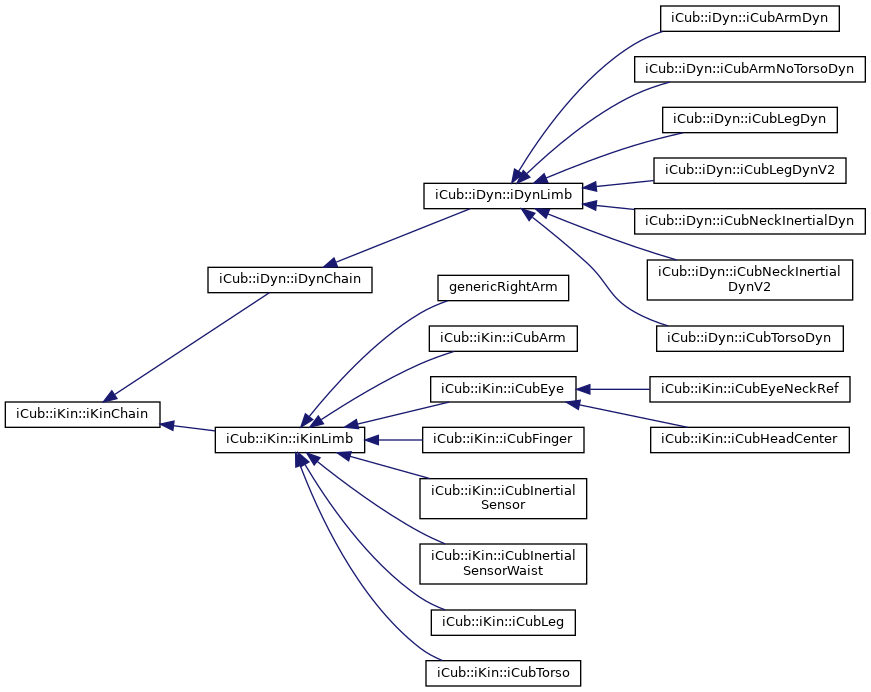 iCub::iDyn::iCubArmDyn
iCub::iDyn::iCubArmNoTorsoDyn
iCub::iDyn::iCubLegDyn
iCub::iDyn::iCubLegDynV2
iCub::iDyn::iDynLimb
iCub::iDyn::iCubNeckInertialDyn
iCub::iDyn::iCubNeckInertial
DynV2
iCub::iDyn::iDynChain
genericRightArm
iCub::iDyn::iCubTorsoDyn
iCub::iKin::iCubArm
iCub::iKin::iCubEye
iCub::iKin::iCubEyeNeckRef
iCub::iKin::iKinChain
iCub::iKin::iKinLimb
iCub::iKin::iCubFinger
iCub::iKin::iCubHeadCenter
iCub::iKin::iCubInertial
Sensor
iCub::iKin::iCubInertial
SensorWaist
iCub::iKin::iCubLeg
iCub::iKin::iCubTorso